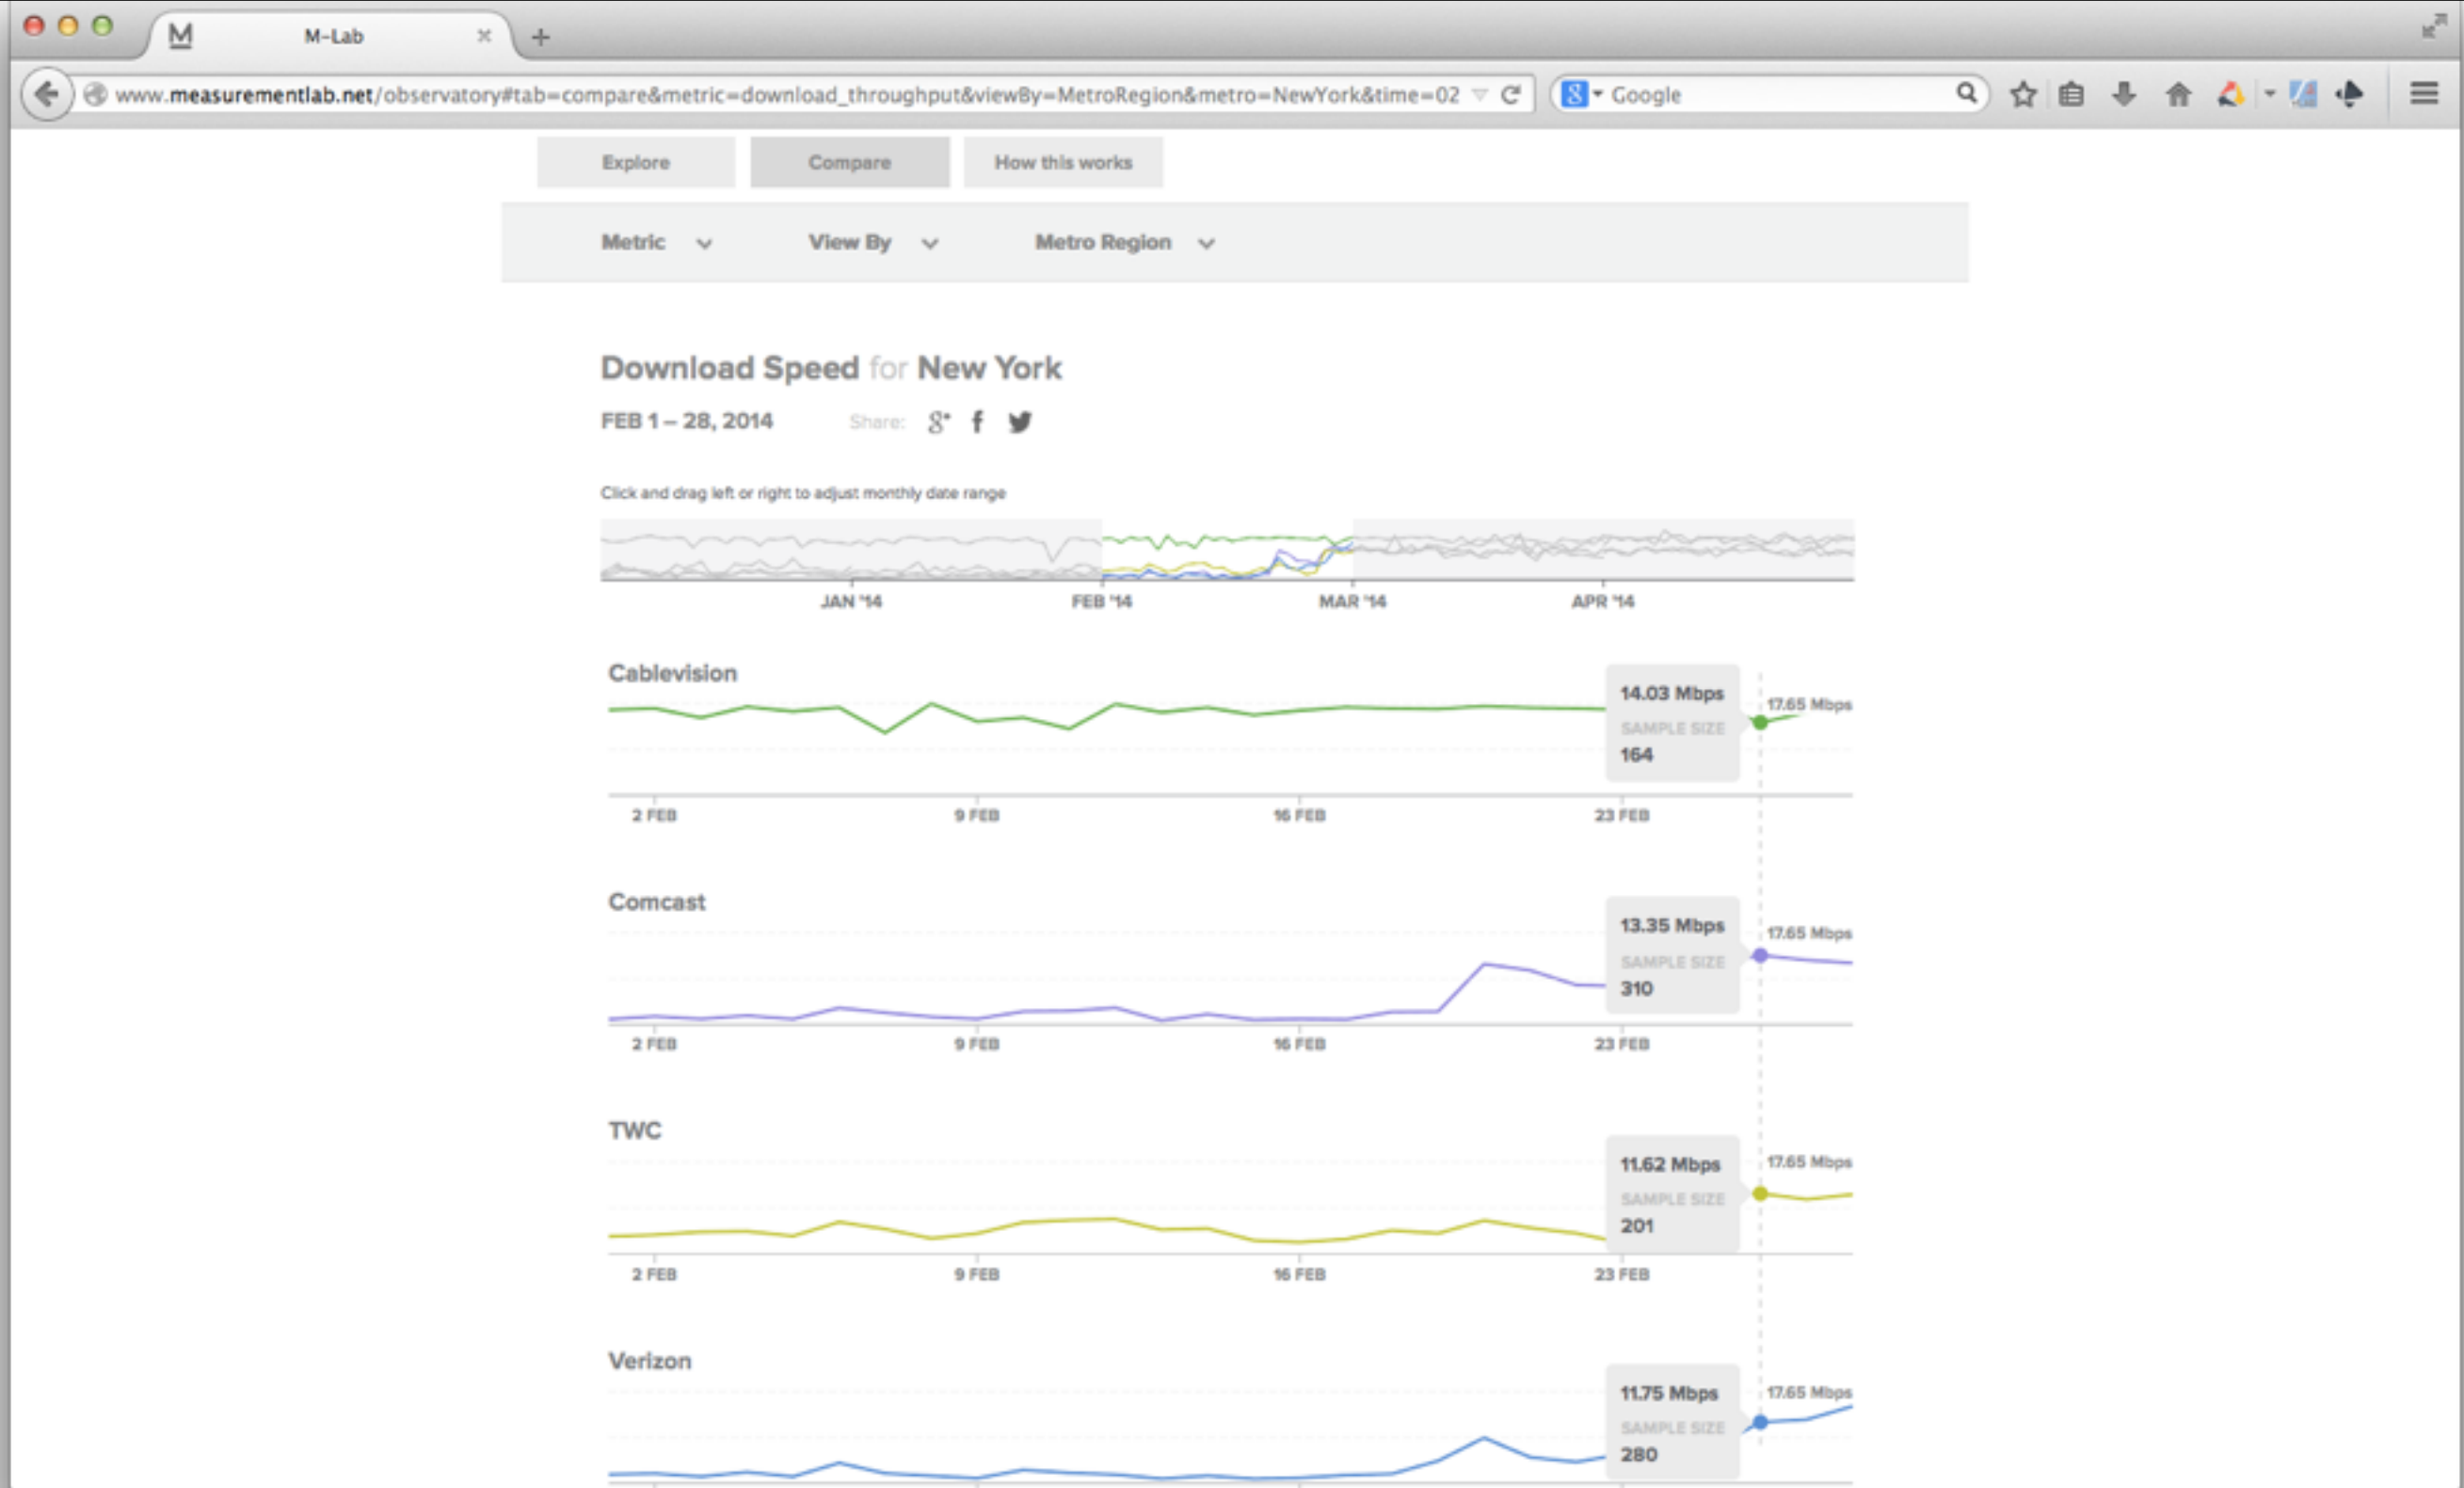 M M-Lab
www.measurementlab.net/observatory#tab=compare&metric=download_throughput&viewBy=MetroRegion&metro=NewYork&time=02 8 Google
Explore Compare How this works
Metric View By Metro Region
Download Speed for New York
FEB 1 – 28, 2014 Share: g+ f
Click and drag left or right to adjust monthly date range
JAN '14 FEB '14 MAR '14 APR '14
Cablevision
14.03 Mbps 17.65 Mbps
SAMPLE SIZE
164
2 FEB 9 FEB 16 FEB 23 FEB
Comcast
13.35 Mbps 17.65 Mbps
SAMPLE SIZE
310
2 FEB 9 FEB 16 FEB 23 FEB
TWC
11.62 Mbps 17.65 Mbps
SAMPLE SIZE
201
2 FEB 9 FEB 16 FEB 23 FEB
Verizon
11.75 Mbps 17.65 Mbps
SAMPLE SIZE
280